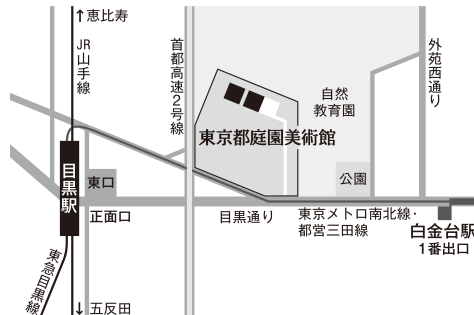 ↑恵比寿
JR山手線
首都高速2号線
外苑西通り
自然
教育園
東京都庭園美術館
公園
目黒駅
東口
正面口
目黒通り
東京メトロ南北線・
都営三田線
白金台駅
1番出口
東急目黒線
↓五反田